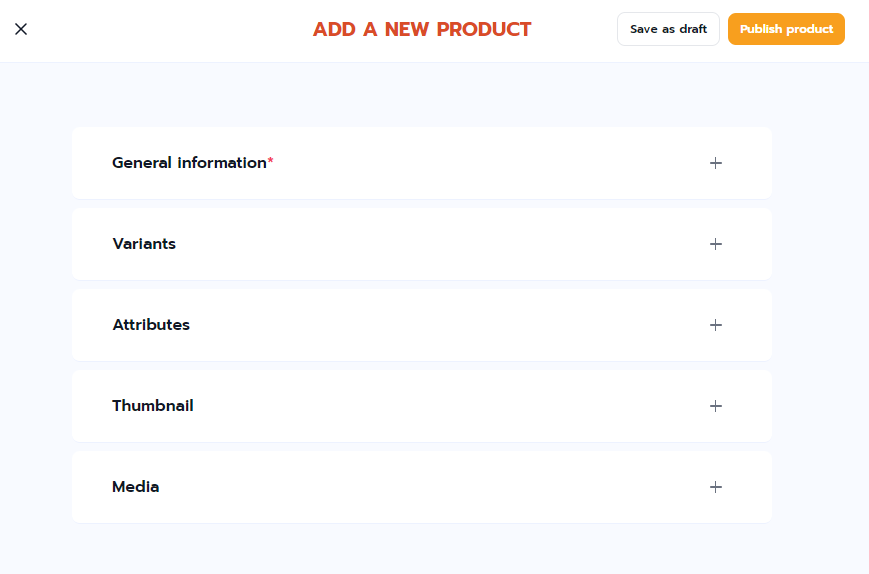 ADD A NEW PRODUCT
Save as draft
Publish product
General information*
Variants
Attributes
Thumbnail
Media